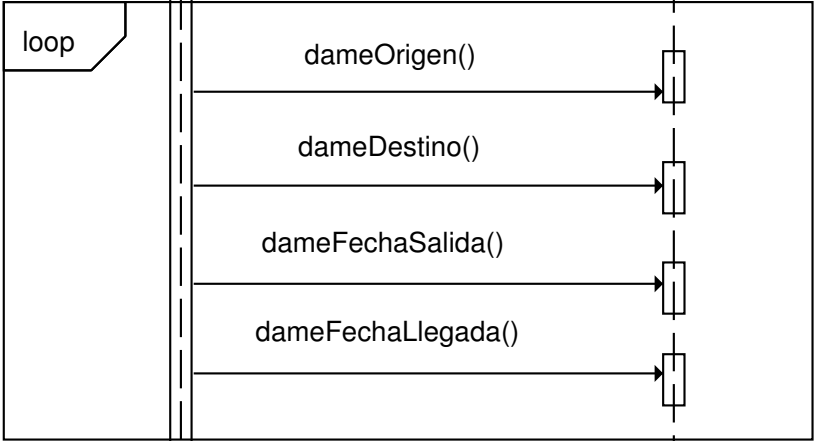 loop
dameOrigen()
dameDestino()
dameFechaSalida()
dameFechaLlegada()